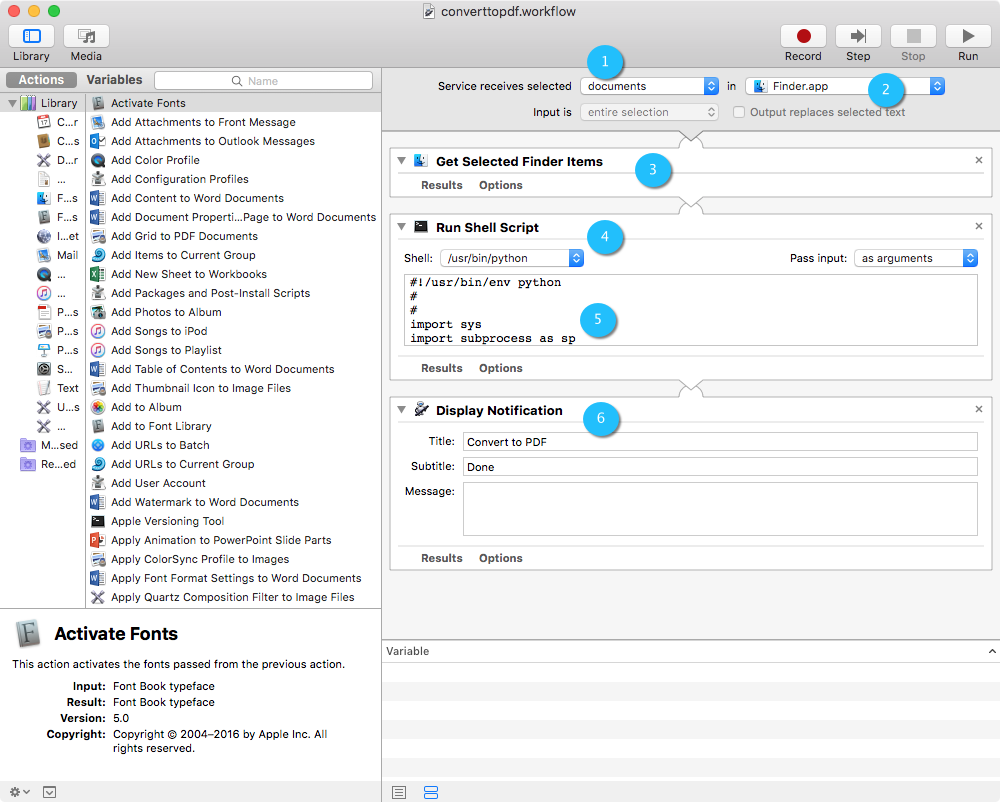 converttopdf.workflow
Library
Media
Record
Step
Stop
Run
Actions
Variables
Name
Library
C...r
C...s
D...r
...
F...s
F...s
I...et
Mail
...
...
P...s
P...s
P...s
S...
Text
U...s
...
M...sed
Re...ed
Activate Fonts
Add Attachments to Front Message
Add Attachments to Outlook Messages
Add Color Profile
Add Configuration Profiles
Add Content to Word Documents
Add Document Properti...Page to Word Documents
Add Grid to PDF Documents
Add Items to Current Group
Add New Sheet to Workbooks
Add Packages and Post-Install Scripts
Add Photos to Album
Add Songs to iPod
Add Songs to Playlist
Add Table of Contents to Word Documents
Add Thumbnail Icon to Image Files
Add to Album
Add to Font Library
Add URLs to Batch
Add URLs to Current Group
Add User Account
Add Watermark to Word Documents
Apple Versioning Tool
Apply Animation to PowerPoint Slide Parts
Apply ColorSync Profile to Images
Apply Font Format Settings to Word Documents
Apply Quartz Composition Filter to Image Files
Activate Fonts
This action activates the fonts passed from the previous action.
Input: Font Book typeface
Result: Font Book typeface
Version: 5.0
Copyright: Copyright © 2004–2016 by Apple Inc. All
rights reserved.
1
Service receives selected documents in Finder.app
2
Input is entire selection Output replaces selected text
Get Selected Finder Items
3
Results Options
Run Shell Script
4
Shell: /usr/bin/python Pass input: as arguments
#!/usr/bin/env python
#
#
import sys
import subprocess as sp
5
Results Options
Display Notification
6
Title: Convert to PDF
Subtitle: Done
Message:
Results Options
Variable